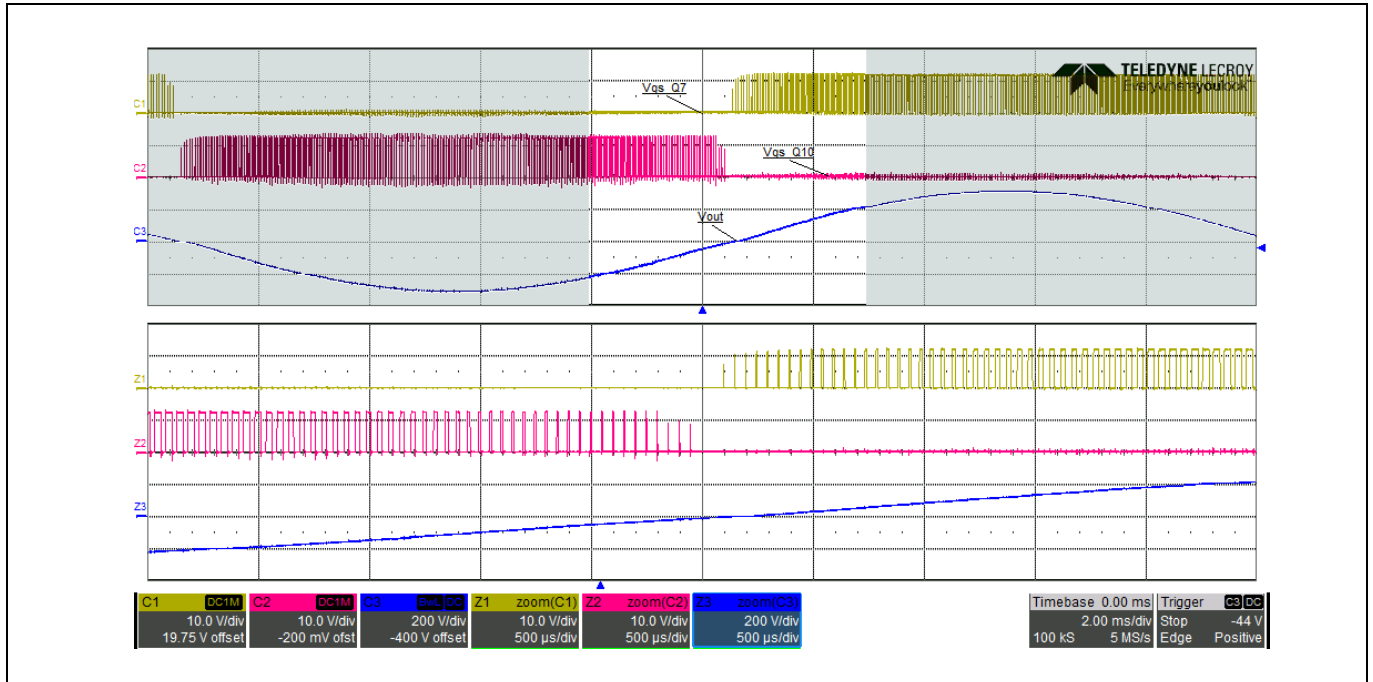 TELEDYNE LECROY
Everywhereyoulook
Vgs Q7
C1
Vgs Q10
C2
Vout
C3
Z1
Z2
Z3
C1 DC1M
10.0 V/div
19.75 V offset
C2 DC1M
10.0 V/div
-200 mV ofst
C3 BwL DC
200 V/div
-400 V offset
Z1 zoom(C1)
10.0 V/div
500 µs/div
Z2 zoom(C2)
10.0 V/div
500 µs/div
Z3 zoom(C3)
200 V/div
500 µs/div
Timebase 0.00 ms
2.00 ms/div
100 kS 5 MS/s
Trigger C3 DC
Stop -44 V
Edge Positive